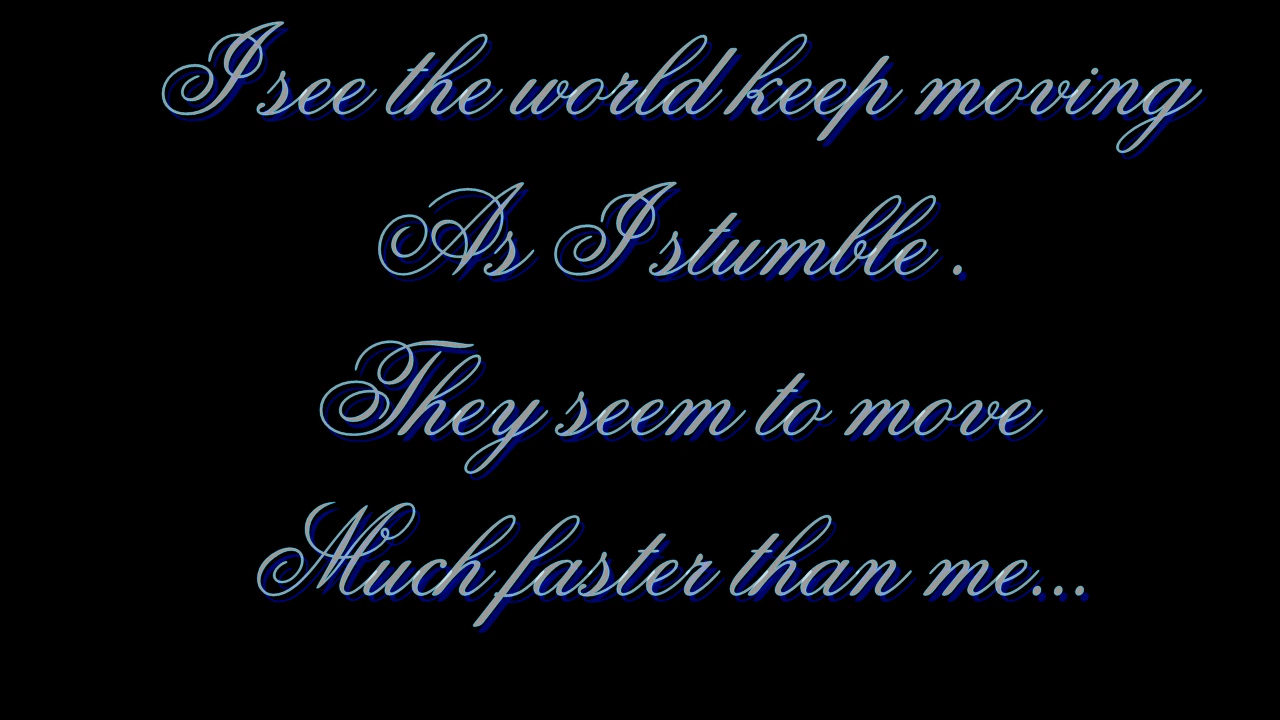 I see the world keep moving
As I stumble .
They seem to move
Much faster than me...